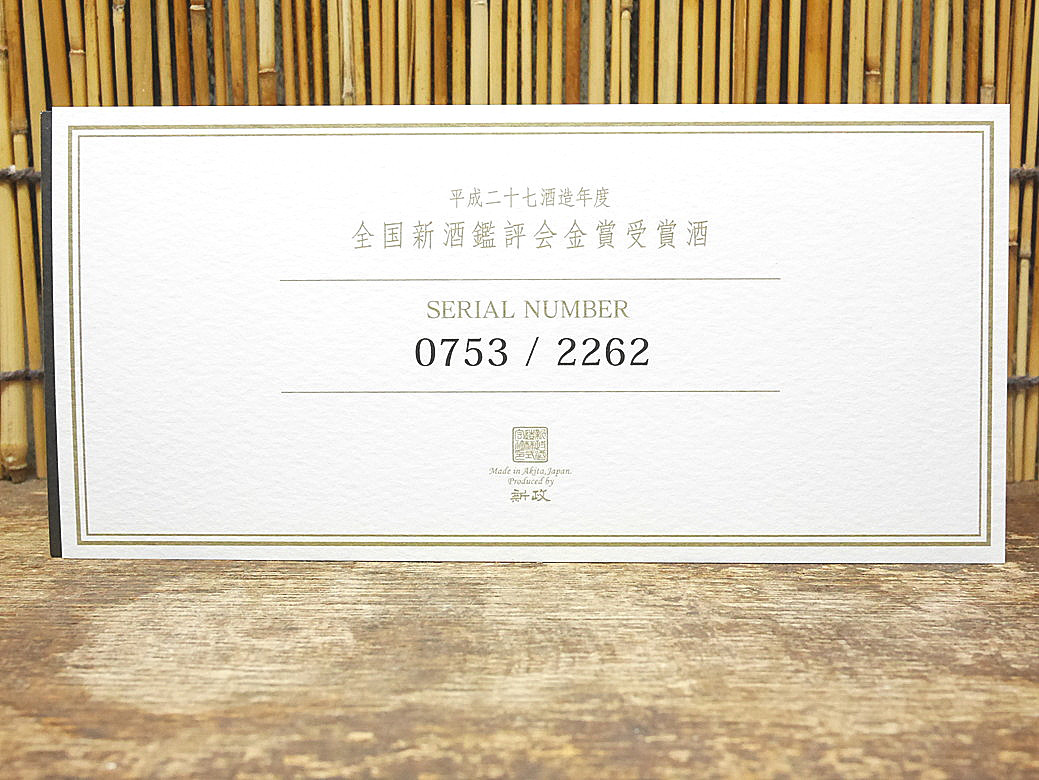 平成二十七酒造年度
全国新酒鑑評会金賞受賞酒
SERIAL NUMBER
0753 / 2262
Made in Akita, Japan.
Produced by
新政